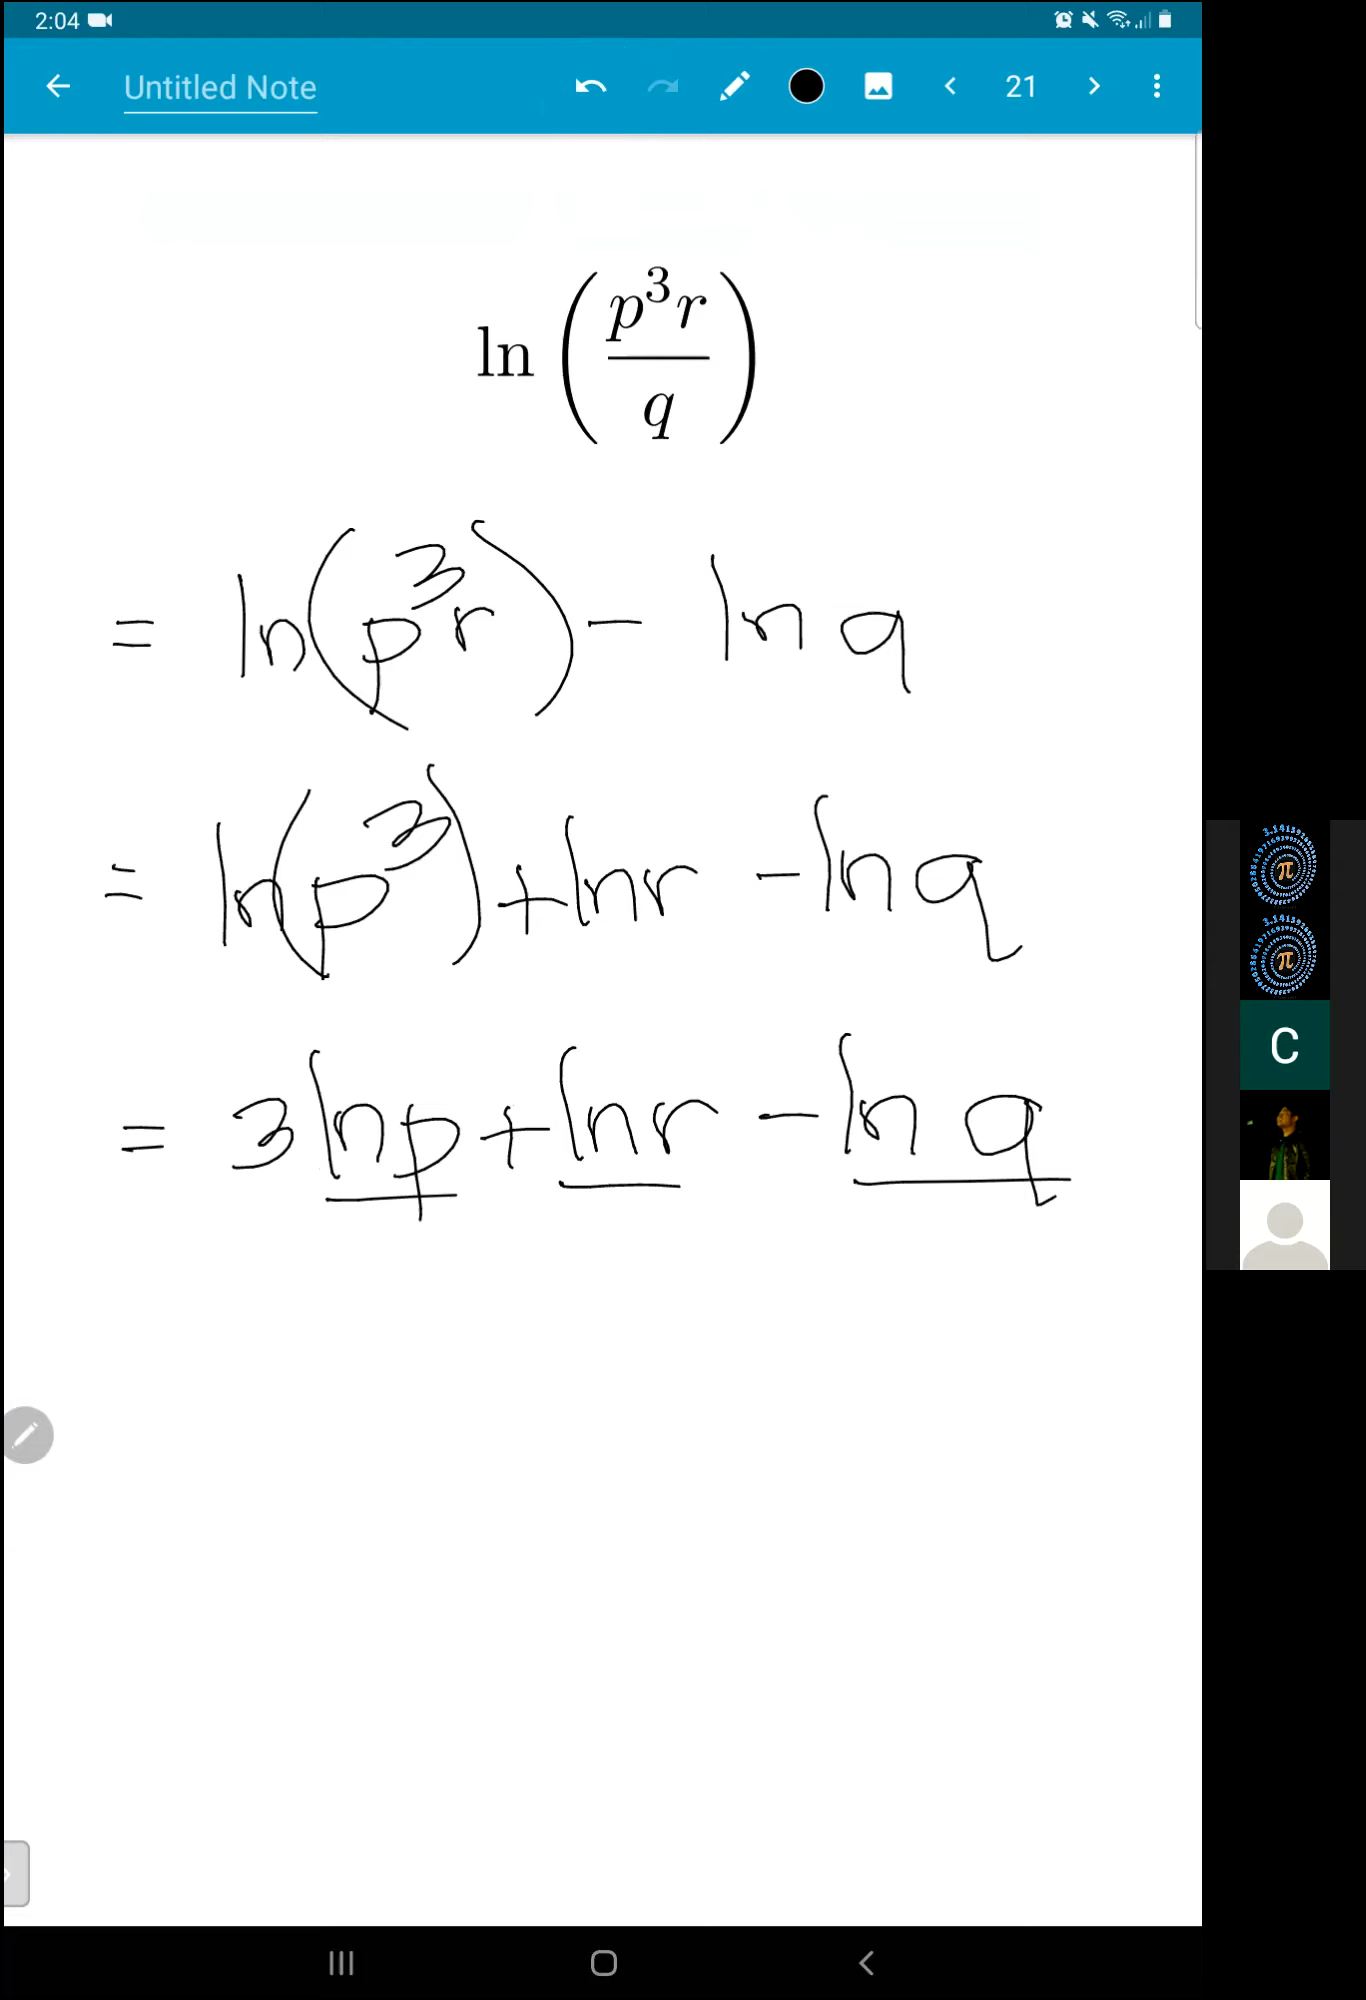 2:04
Untitled Note
21
ln(p³r/q)
= ln(p³r) - ln q
= ln(p³) + ln r - ln q
= 3 ln p + ln r - ln q
C
π
π